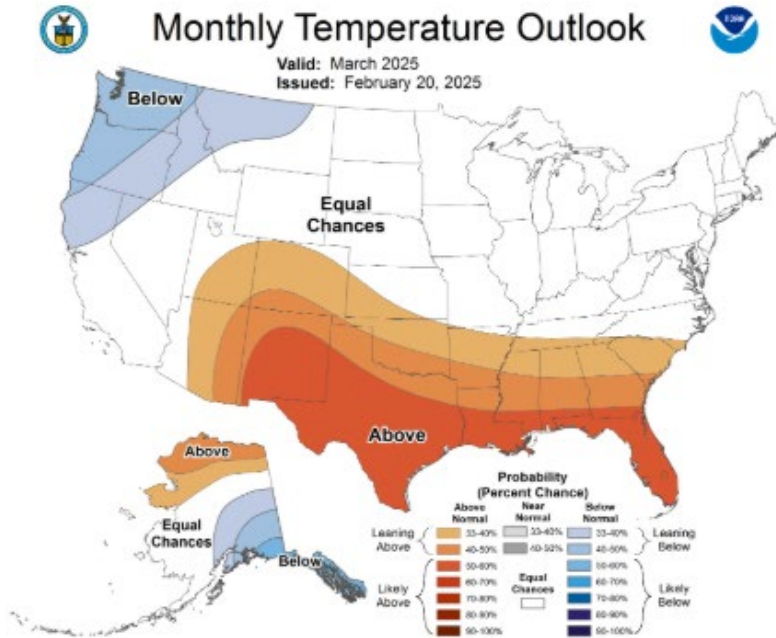 Monthly Temperature Outlook
Valid: March 2025
Issued: February 20, 2025
Below
Equal
Chances
Above
Above
Equal
Chances
Below
Probability
(Percent Chance)
Above
Normal
Near
Normal
Below
Normal
Leaning
Above
33-40%
40-50%
33-40%
40-50%
33-40%
40-50%
Leaning
Below
Likely
Above
50-60%
60-70%
70-80%
80-90%
90-100%
Equal
Chances
50-60%
60-70%
70-80%
80-90%
90-100%
Likely
Below